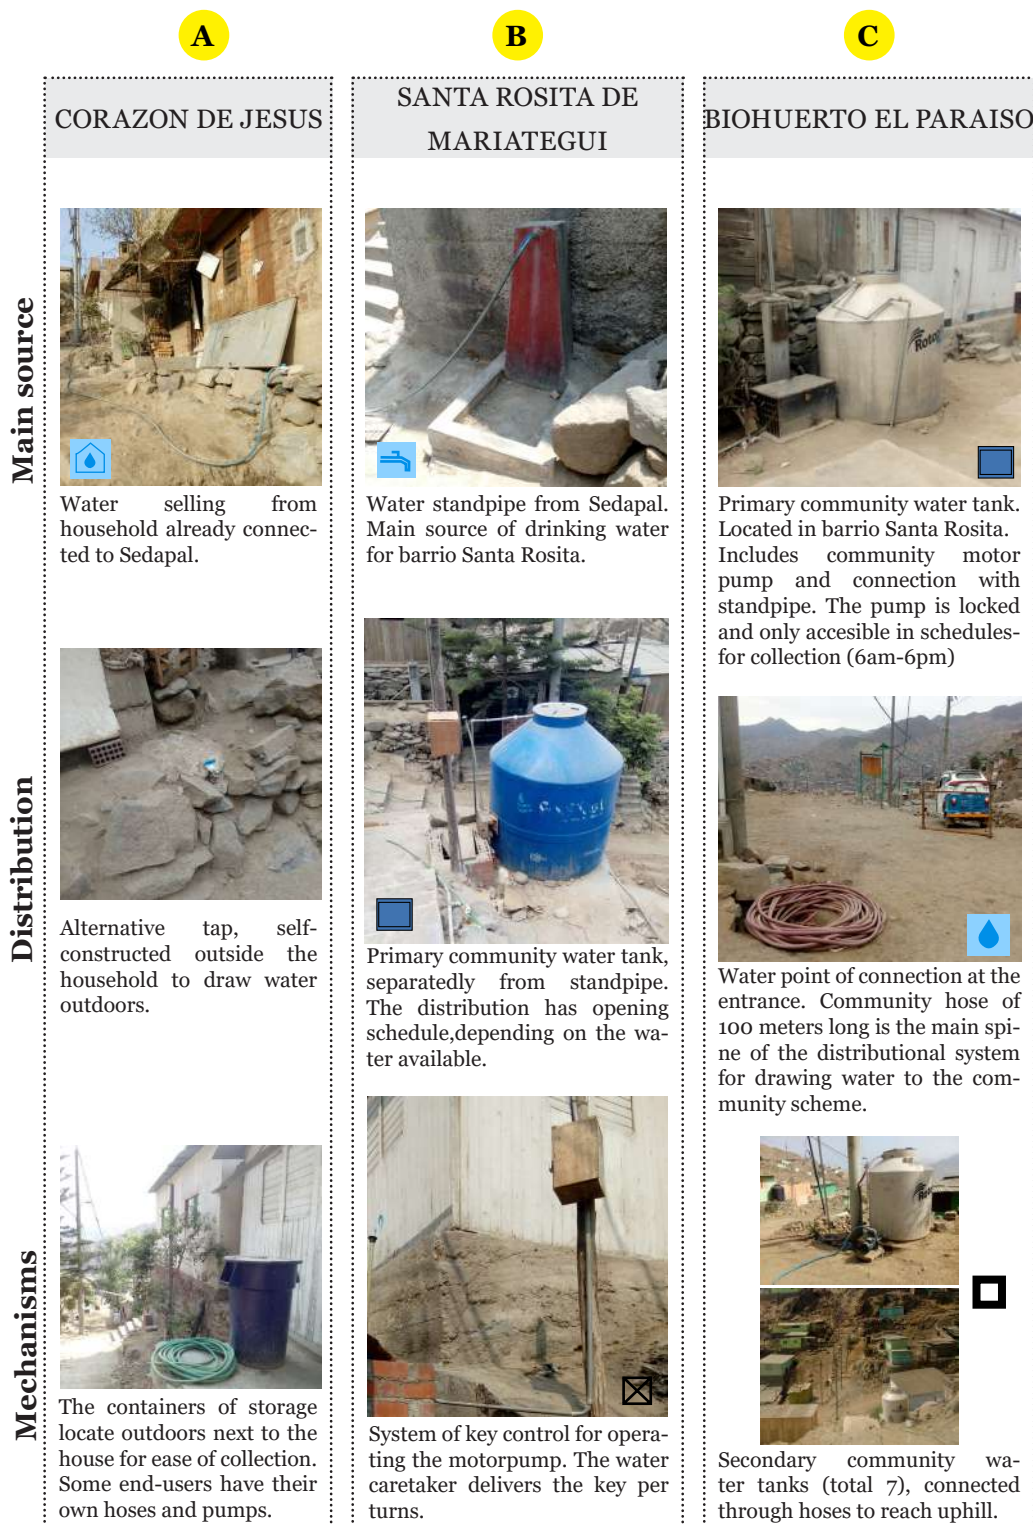 A
B
C
CORAZON DE JESUS
SANTA ROSITA DE
MARIATEGUI
BIOHUERTO EL PARAISO
Main source
Water selling from
household already connec-
ted to Sedapal.
Water standpipe from Sedapal.
Main source of drinking water
for barrio Santa Rosita.
Primary community water tank.
Located in barrio Santa Rosita.
Includes community motor
pump and connection with
standpipe. The pump is locked
and only accesible in schedules-
for collection (6am-6pm)
Distribution
Alternative tap, self-
constructed outside the
household to draw water
outdoors.
Primary community water tank,
separatedly from standpipe.
The distribution has opening
schedule,depending on the wa-
ter available.
Water point of connection at the
entrance. Community hose of
100 meters long is the main spi-
ne of the distributional system
for drawing water to the com-
munity scheme.
Mechanisms
The containers of storage
locate outdoors next to the
house for ease of collection.
Some end-users have their
own hoses and pumps.
System of key control for opera-
ting the motorpump. The water
caretaker delivers the key per
turns.
Secondary community wa-
ter tanks (total 7), connected
through hoses to reach uphill.